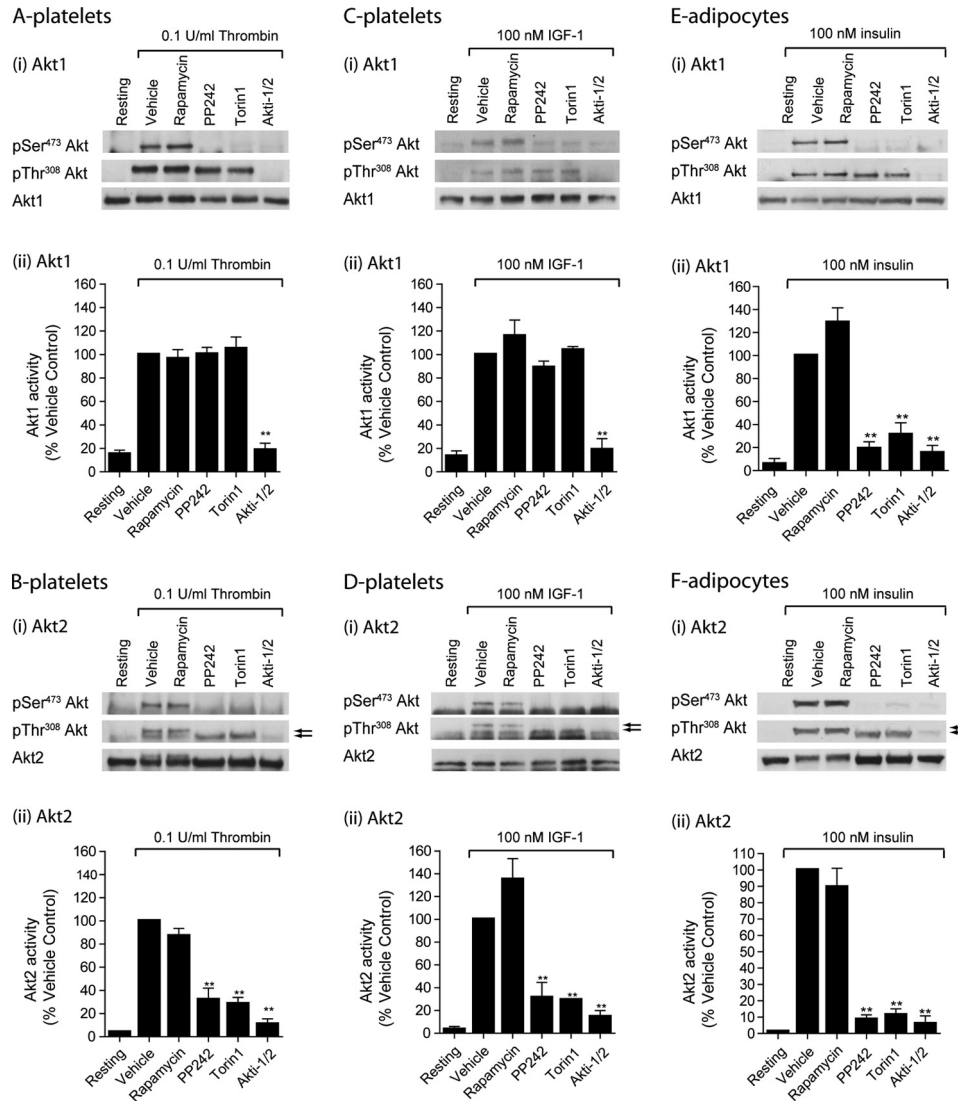 A-platelets
0.1 U/ml Thrombin
(i) Akt1
Resting
Vehicle
Rapamycin
PP242
Torin1
Akti-1/2
pSer473 Akt
pThr308 Akt
Akt1
(ii) Akt1
0.1 U/ml Thrombin
Akt1 activity
(% Vehicle Control)
160
140
120
100
80
60
40
20
0
**
Resting
Vehicle
Rapamycin
PP242
Torin1
Akti-1/2
B-platelets
0.1 U/ml Thrombin
(i) Akt2
Resting
Vehicle
Rapamycin
PP242
Torin1
Akti-1/2
pSer473 Akt
pThr308 Akt
Akt2
(ii) Akt2
0.1 U/ml Thrombin
Akt2 activity
(% Vehicle Control)
160
140
120
100
80
60
40
20
0
**
**
**
Resting
Vehicle
Rapamycin
PP242
Torin1
Akti-1/2
C-platelets
100 nM IGF-1
(i) Akt1
Resting
Vehicle
Rapamycin
PP242
Torin1
Akti-1/2
pSer473 Akt
pThr308 Akt
Akt1
(ii) Akt1
100 nM IGF-1
Akt1 activity
(% Vehicle Control)
160
140
120
100
80
60
40
20
0
**
Resting
Vehicle
Rapamycin
PP242
Torin1
Akti-1/2
D-platelets
100 nM IGF-1
(i) Akt2
Resting
Vehicle
Rapamycin
PP242
Torin1
Akti-1/2
pSer473 Akt
pThr308 Akt
Akt2
(ii) Akt2
100 nM IGF-1
Akt2 activity
(% Vehicle Control)
160
140
120
100
80
60
40
20
0
**
**
**
Resting
Vehicle
Rapamycin
PP242
Torin1
Akti-1/2
E-adipocytes
100 nM insulin
(i) Akt1
Resting
Vehicle
Rapamycin
PP242
Torin1
Akti-1/2
pSer473 Akt
pThr308 Akt
Akt1
(ii) Akt1
100 nM insulin
Akt1 activity
(% Vehicle Control)
160
140
120
100
80
60
40
20
0
**
**
**
Resting
Vehicle
Rapamycin
PP242
Torin1
Akti-1/2
F-adipocytes
100 nM insulin
(i) Akt2
Resting
Vehicle
Rapamycin
PP242
Torin1
Akti-1/2
pSer473 Akt
pThr308 Akt
Akt2
(ii) Akt2
100 nM insulin
Akt2 activity
(% Vehicle Control)
110
100
90
80
70
60
50
40
30
20
10
0
**
**
**
Resting
Vehicle
Rapamycin
PP242
Torin1
Akti-1/2